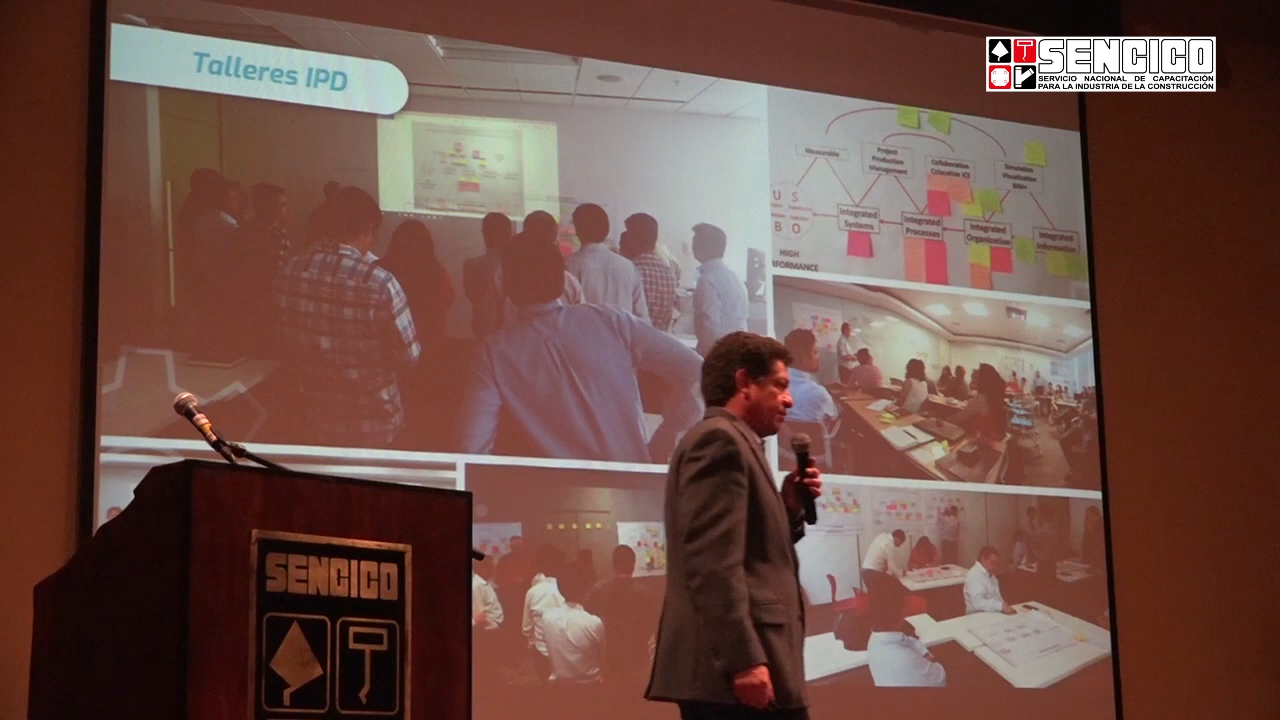 SENCICO
SERVICIO NACIONAL DE CAPACITACIÓN
PARA LA INDUSTRIA DE LA CONSTRUCCIÓN
Talleres IPD
Measurable
Project
Production
Management
Collaboration
Colocation ICE
Simulation
Visualization
BIM+
U S
B O
Integrated
Systems
Integrated
Processes
Integrated
Organization
Integrated
Information
HIGH
SENCICO